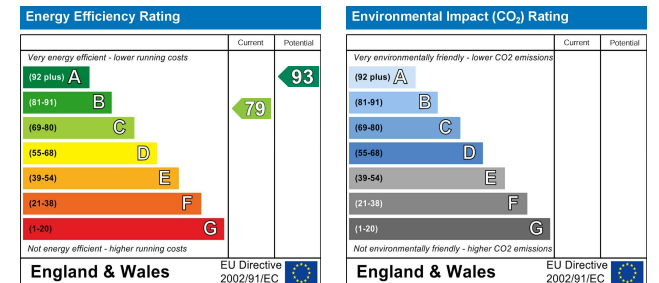 Energy Efficiency Rating
Current Potential
Very energy efficient - lower running costs
(92 plus) A
(81-91) B
(69-80) C
(55-68) D
(39-54) E
(21-38) F
(1-20) G
93
79
Not energy efficient - higher running costs
England & Wales
EU Directive
2002/91/EC
Environmental Impact (CO₂) Rating
Current Potential
Very environmentally friendly - lower CO2 emissions
(92 plus) A
(81-91) B
(69-80) C
(55-68) D
(39-54) E
(21-38) F
(1-20) G
Not environmentally friendly - higher CO2 emissions
England & Wales
EU Directive
2002/91/EC